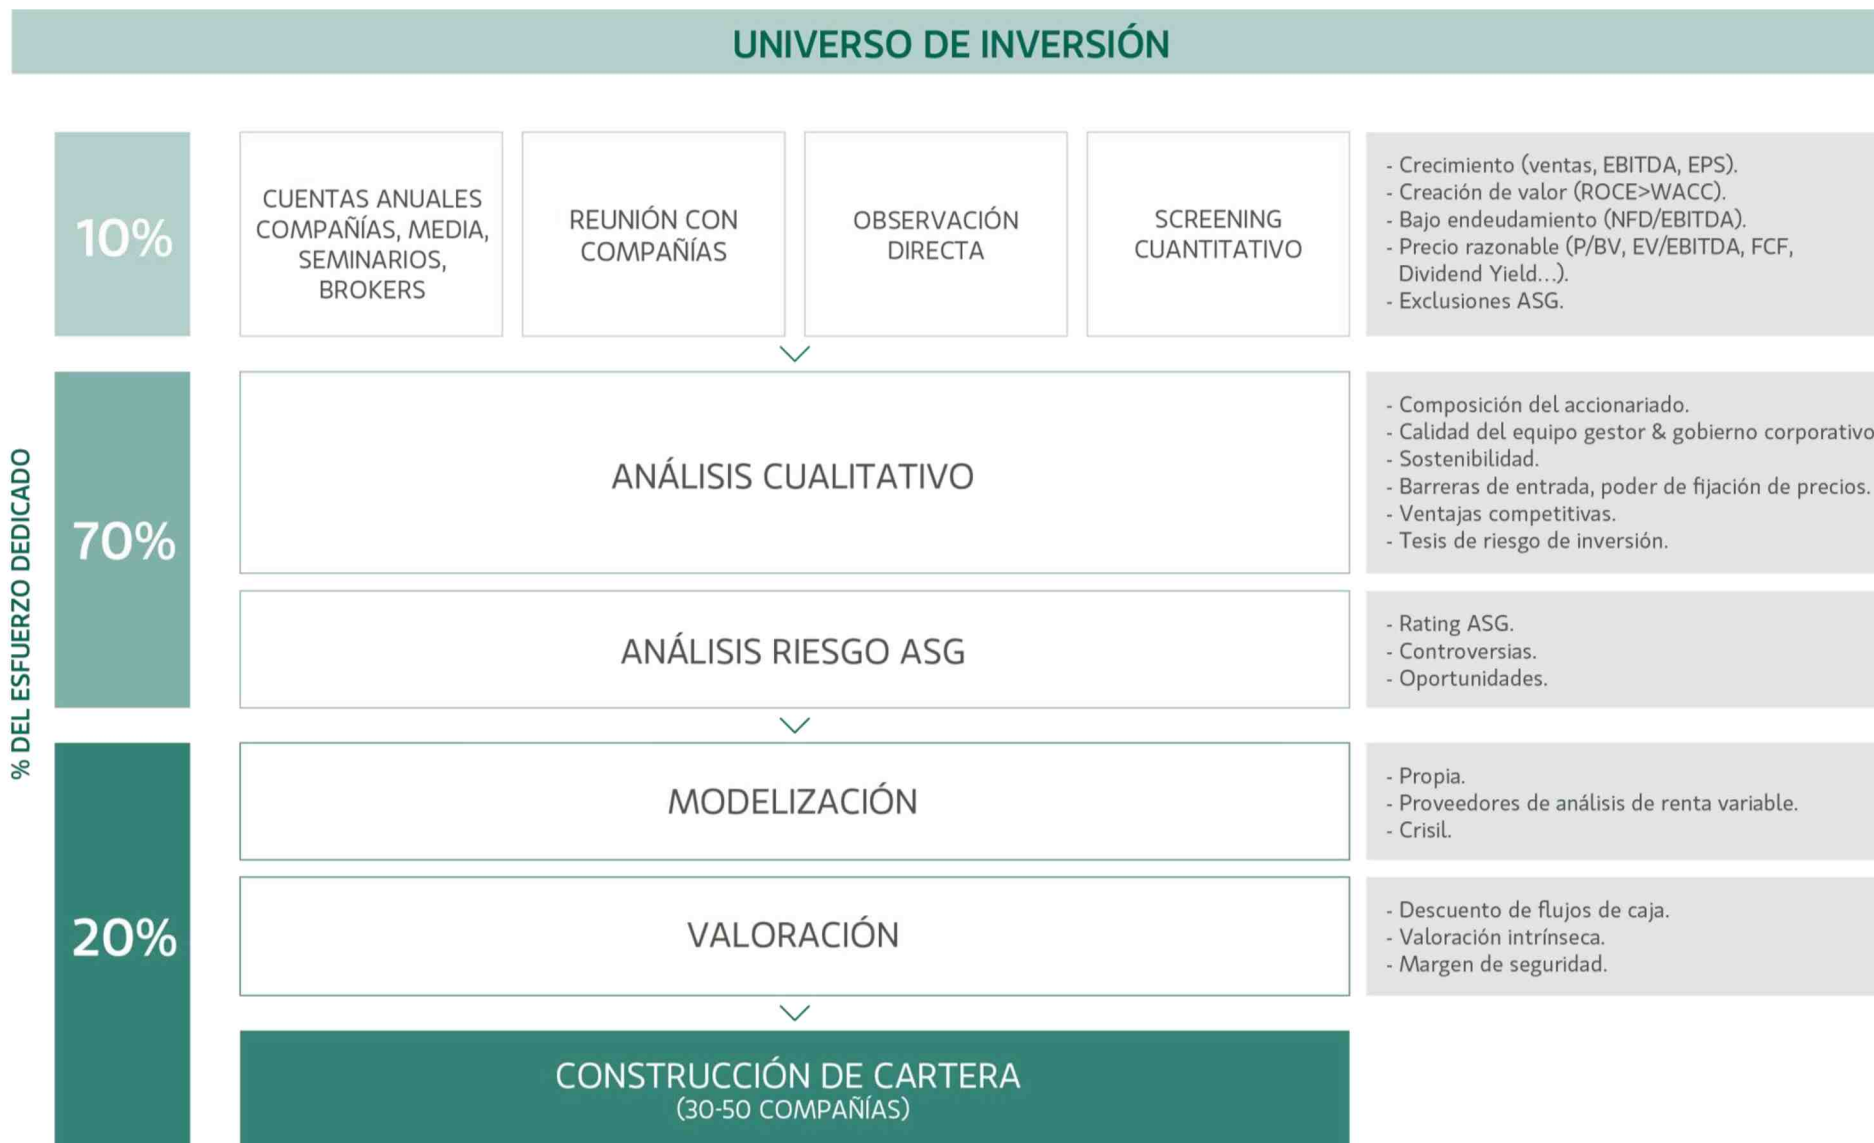 UNIVERSO DE INVERSIÓN
% DEL ESFUERZO DEDICADO
10%
CUENTAS ANUALES
COMPAÑÍAS, MEDIA,
SEMINARIOS,
BROKERS
REUNIÓN CON
COMPAÑÍAS
OBSERVACIÓN
DIRECTA
SCREENING
CUANTITATIVO
- Crecimiento (ventas, EBITDA, EPS).
- Creación de valor (ROCE>WACC).
- Bajo endeudamiento (NFD/EBITDA).
- Precio razonable (P/BV, EV/EBITDA, FCF,
Dividend Yield...).
- Exclusiones ASG.
70%
ANÁLISIS CUALITATIVO
- Composición del accionariado.
- Calidad del equipo gestor & gobierno corporativo
- Sostenibilidad.
- Barreras de entrada, poder de fijación de precios.
- Ventajas competitivas.
- Tesis de riesgo de inversión.
ANÁLISIS RIESGO ASG
- Rating ASG.
- Controversias.
- Oportunidades.
20%
MODELIZACIÓN
- Propia.
- Proveedores de análisis de renta variable.
- Crisil.
VALORACIÓN
- Descuento de flujos de caja.
- Valoración intrínseca.
- Margen de seguridad.
CONSTRUCCIÓN DE CARTERA
(30-50 COMPAÑÍAS)